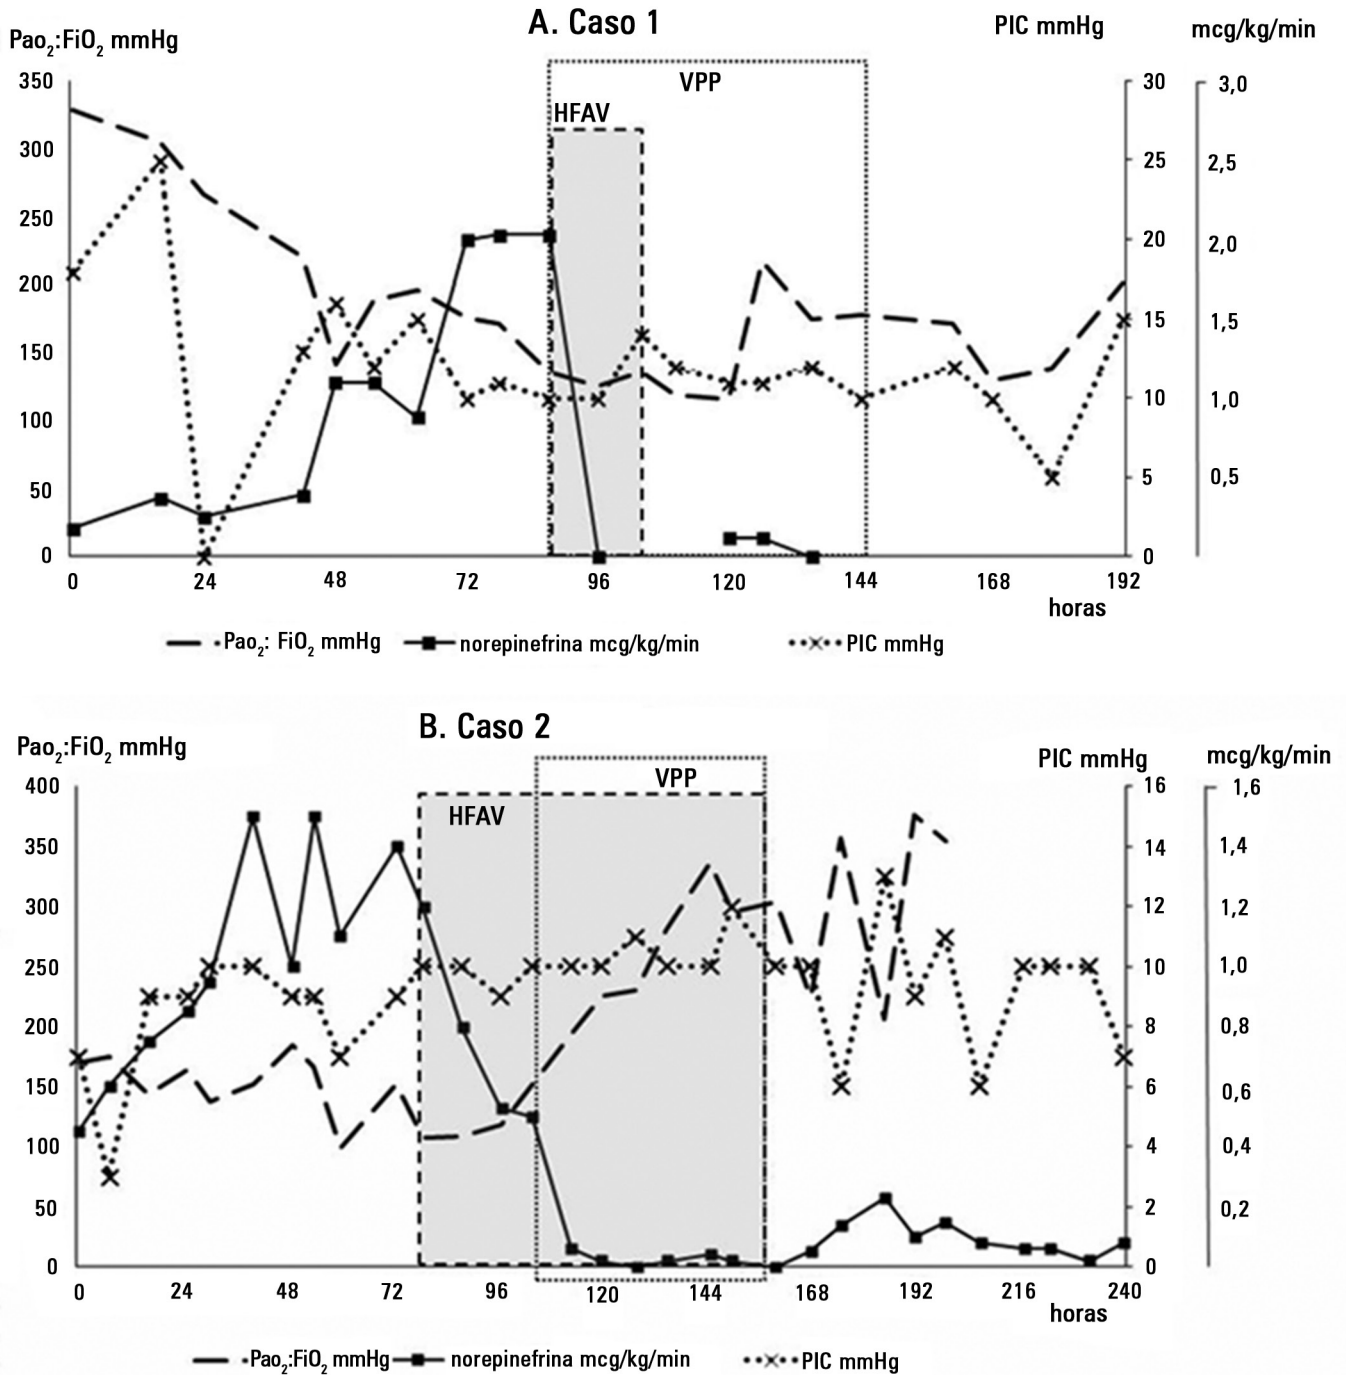 A. Caso 1
Pao₂:FiO₂ mmHg
PIC mmHg
mcg/kg/min
350
300
250
200
150
100
50
0
VPP
HFAV
30
25
20
15
10
5
0
3,0
2,5
2,0
1,5
1,0
0,5
0 24 48 72 96 120 144 168 192
horas
Pao₂: FiO₂ mmHg norepinefrina mcg/kg/min PIC mmHg
B. Caso 2
Pao₂:FiO₂ mmHg
PIC mmHg
mcg/kg/min
400
350
300
250
200
150
100
50
0
VPP
HFAV
16
14
12
10
8
6
4
2
0
1,6
1,4
1,2
1,0
0,8
0,6
0,4
0,2
0 24 48 72 96 120 144 168 192 216 240
horas
Pao₂:FiO₂ mmHg norepinefrina mcg/kg/min PIC mmHg